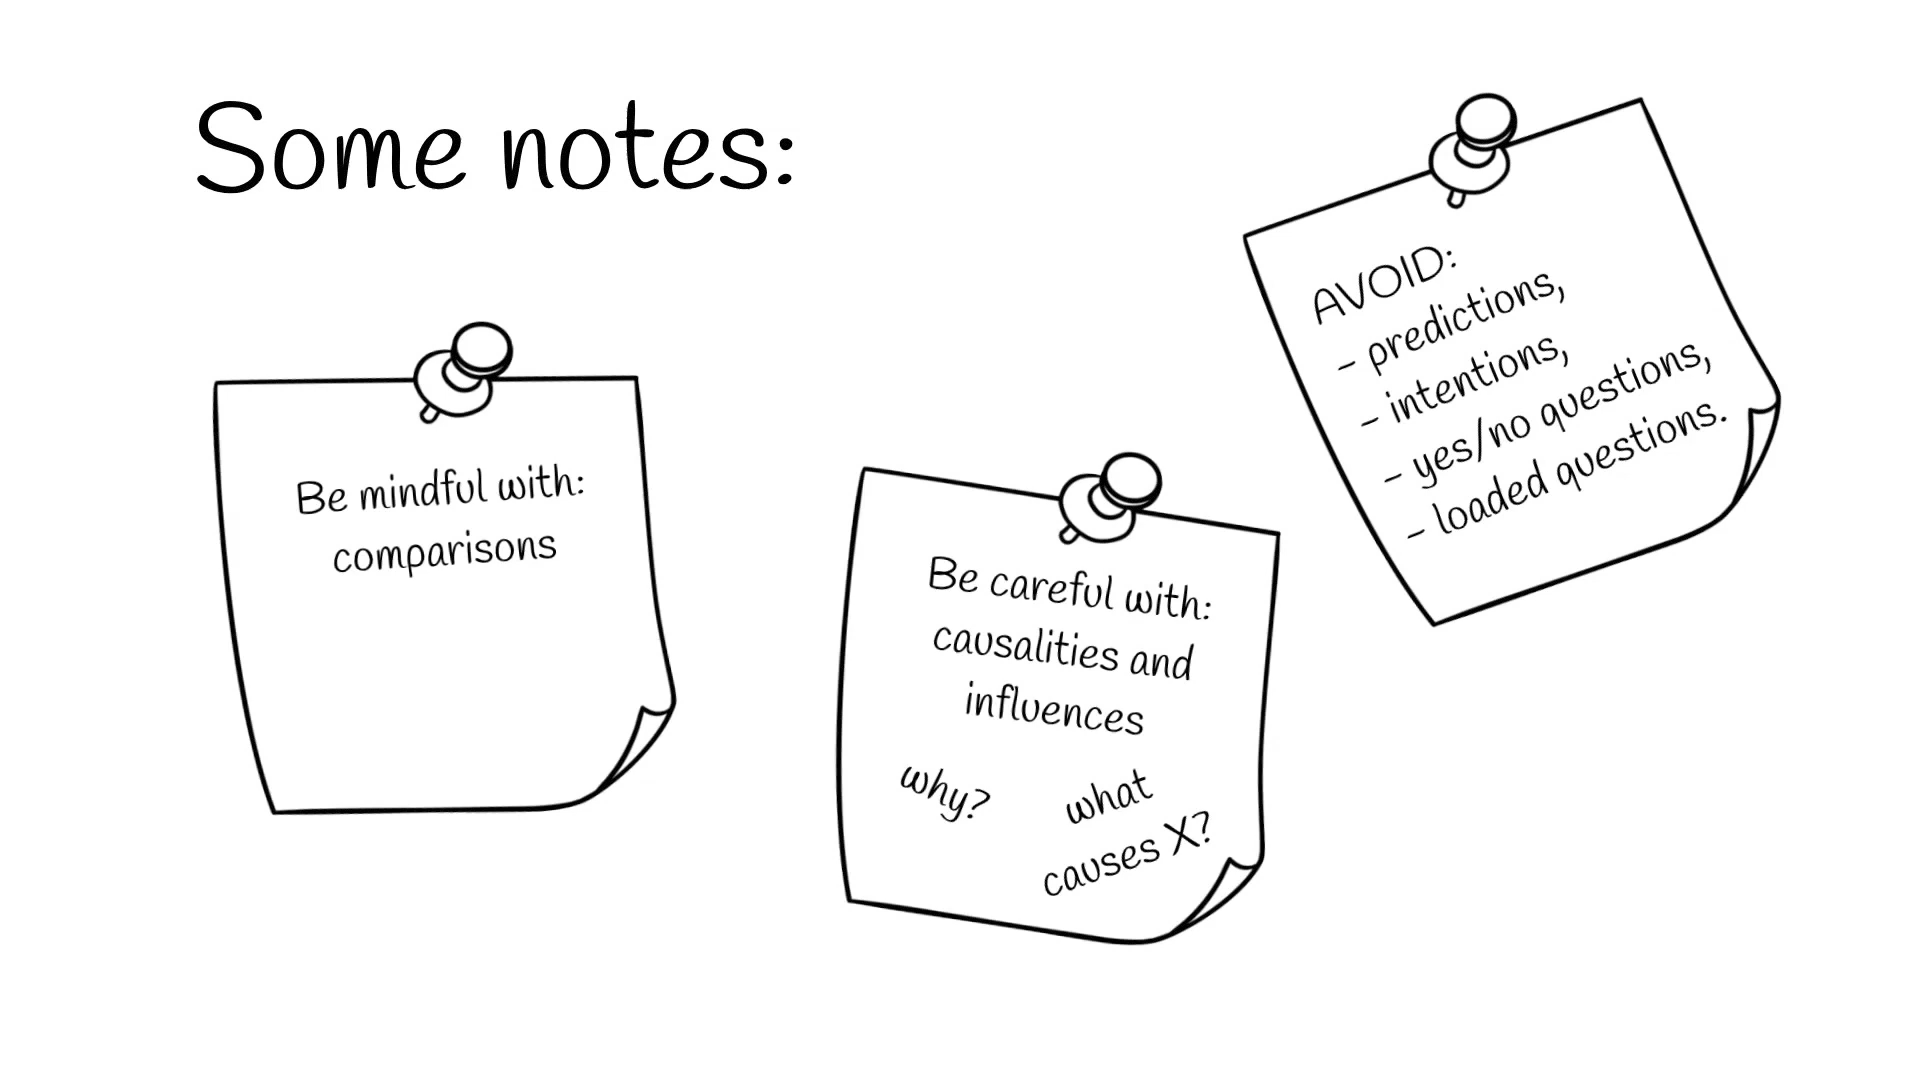 Some notes:
Be mindful with:
comparisons
Be careful with:
causalities and
influences
why?
what
causes X?
AVOID:
- predictions,
- intentions,
- yes/no questions,
- loaded questions.